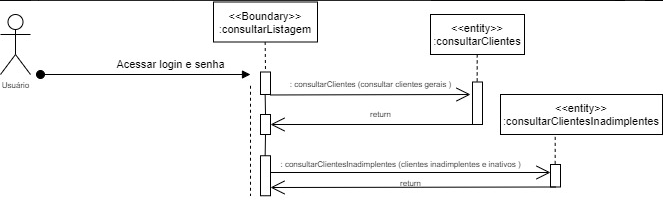 <<Boundary>>
:consultarListagem
<<entity>>
:consultarClientes
Acessar login e senha
Usuário
: consultarClientes (consultar clientes gerais )
return
<<entity>>
:consultarClientesInadimplentes
: consultarClientesInadimplentes (clientes inadimplentes e inativos )
return